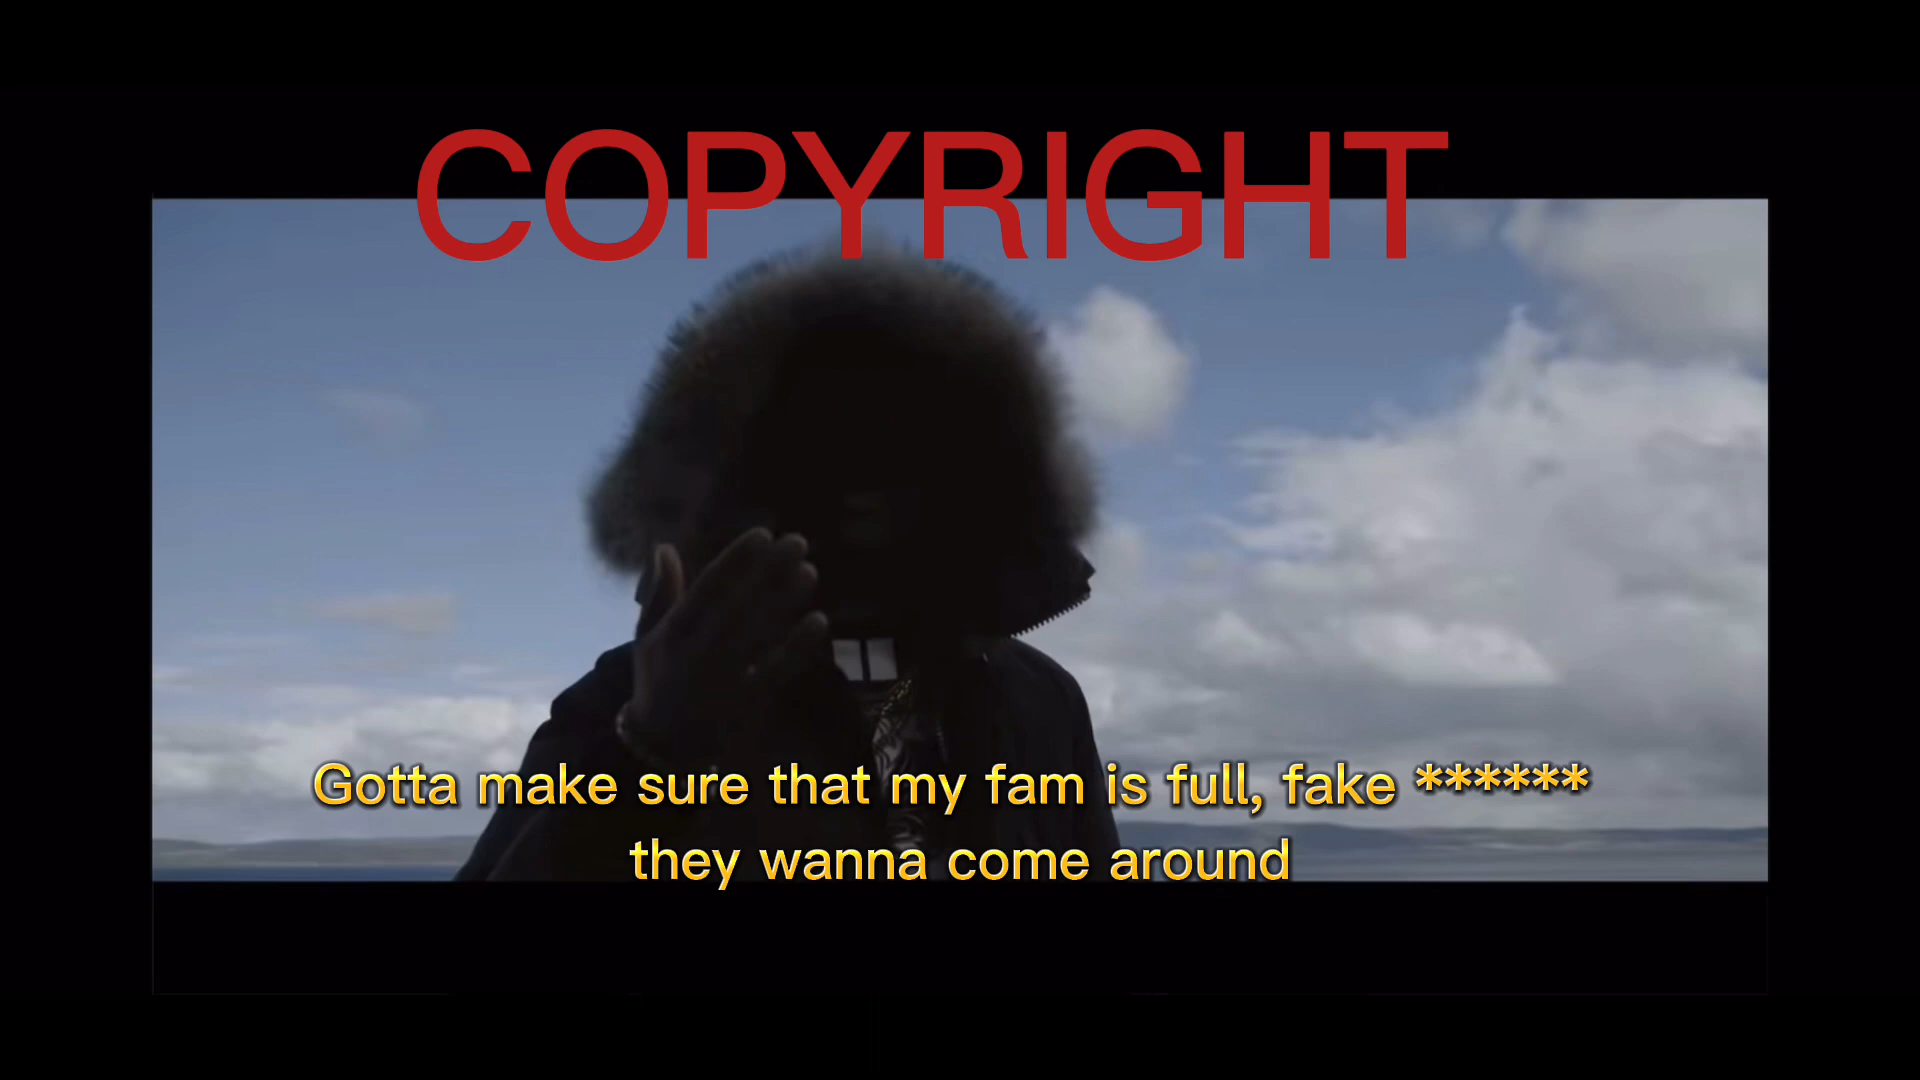 COPYRIGHT
Gotta make sure that my fam is full, fake ******
they wanna come around